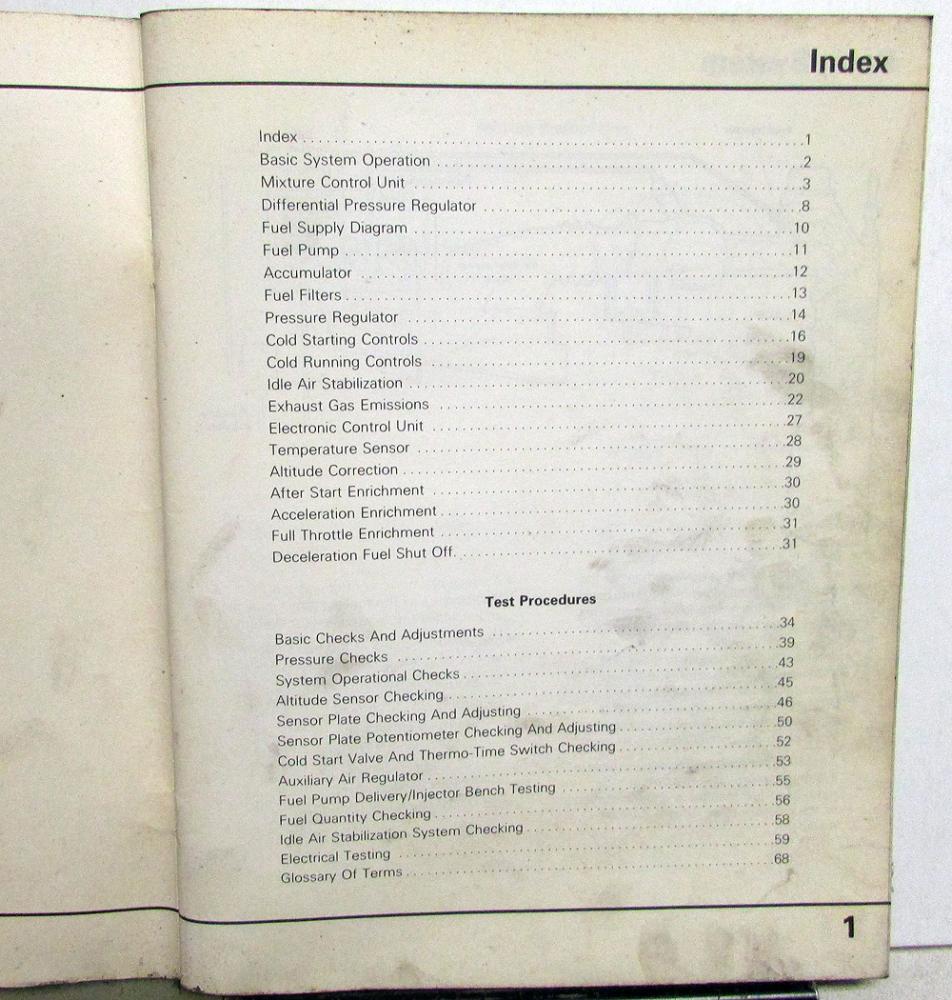 Index
Index . . . . . . . . . . . . . . . . . . . . 1
Basic System Operation . . . . . . . . . . . . . . . . . . . . 2
Mixture Control Unit . . . . . . . . . . . . . . . . . . . . 3
Differential Pressure Regulator . . . . . . . . . . . . . . . . . . . . 8
Fuel Supply Diagram . . . . . . . . . . . . . . . . . . . . 10
Fuel Pump . . . . . . . . . . . . . . . . . . . . 11
Accumulator . . . . . . . . . . . . . . . . . . . . 12
Fuel Filters . . . . . . . . . . . . . . . . . . . . 13
Pressure Regulator . . . . . . . . . . . . . . . . . . . . 14
Cold Starting Controls . . . . . . . . . . . . . . . . . . . . 16
Cold Running Controls . . . . . . . . . . . . . . . . . . . . 19
Idle Air Stabilization . . . . . . . . . . . . . . . . . . . . 20
Exhaust Gas Emissions . . . . . . . . . . . . . . . . . . . . 22
Electronic Control Unit . . . . . . . . . . . . . . . . . . . . 27
Temperature Sensor . . . . . . . . . . . . . . . . . . . . 28
Altitude Correction . . . . . . . . . . . . . . . . . . . . 29
After Start Enrichment . . . . . . . . . . . . . . . . . . . . 30
Acceleration Enrichment . . . . . . . . . . . . . . . . . . . . 30
Full Throttle Enrichment . . . . . . . . . . . . . . . . . . . . 31
Deceleration Fuel Shut Off. . . . . . . . . . . . . . . . . . . . 31
Test Procedures
Basic Checks And Adjustments . . . . . . . . . . . . . . . . . . . . 34
Pressure Checks . . . . . . . . . . . . . . . . . . . . 39
System Operational Checks . . . . . . . . . . . . . . . . . . . . 43
Altitude Sensor Checking . . . . . . . . . . . . . . . . . . . . 45
Sensor Plate Checking And Adjusting . . . . . . . . . . . . . . . . . . . . 46
Sensor Plate Potentiometer Checking And Adjusting . . . . . . . . . . . . . . . . . . . . 50
Cold Start Valve And Thermo-Time Switch Checking . . . . . . . . . . . . . . . . . . . . 52
Auxiliary Air Regulator . . . . . . . . . . . . . . . . . . . . 53
Fuel Pump Delivery/Injector Bench Testing . . . . . . . . . . . . . . . . . . . . 55
Fuel Quantity Checking . . . . . . . . . . . . . . . . . . . . 56
Idle Air Stabilization System Checking . . . . . . . . . . . . . . . . . . . . 58
Electrical Testing . . . . . . . . . . . . . . . . . . . . 59
Glossary Of Terms . . . . . . . . . . . . . . . . . . . . 68
1